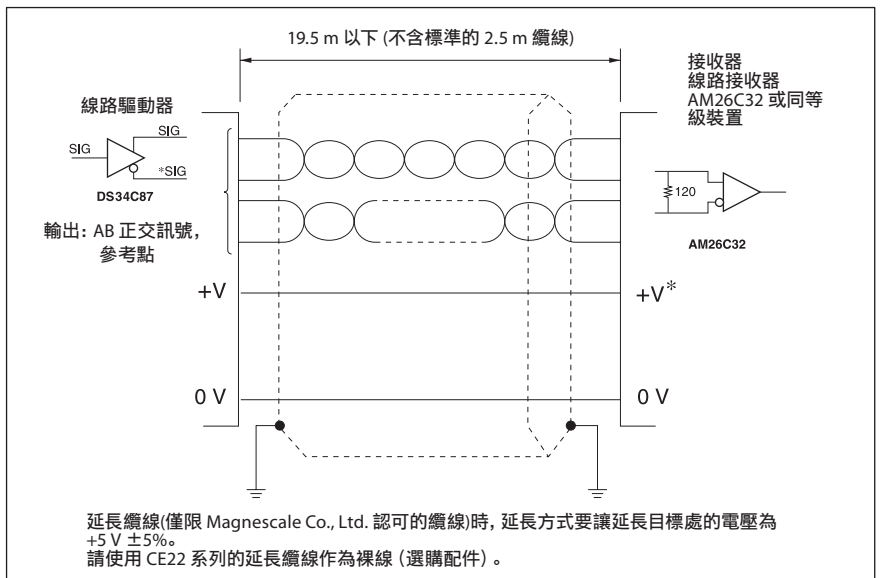 19.5 m 以下 (不含標準的 2.5 m 纜線)
接收器
線路接收器
AM26C32 或同等
級裝置
線路驅動器
SIG
SIG
*SIG
DS34C87
輸出: AB 正交訊號,
參考點
120
AM26C32
+V
+V*
0 V
0 V
延長纜線(僅限 Magnescale Co., Ltd. 認可的纜線)時, 延長方式要讓延長目標處的電壓為
+5 V ±5%。
請使用 CE22 系列的延長纜線作為裸線 (選購配件) 。